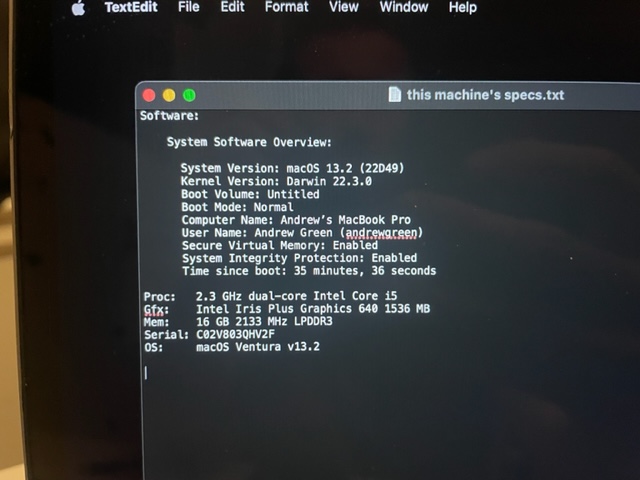 TextEdit File Edit Format View Window Help
this machine's specs.txt
Software:
System Software Overview:
System Version: macOS 13.2 (22D49)
Kernel Version: Darwin 22.3.0
Boot Volume: Untitled
Boot Mode: Normal
Computer Name: Andrew's MacBook Pro
User Name: Andrew Green (andrewgreen)
Secure Virtual Memory: Enabled
System Integrity Protection: Enabled
Time since boot: 35 minutes, 36 seconds
Proc: 2.3 GHz dual-core Intel Core i5
Gfx: Intel Iris Plus Graphics 640 1536 MB
Mem: 16 GB 2133 MHz LPDDR3
Serial: C02V803QHV2F
OS: macOS Ventura v13.2